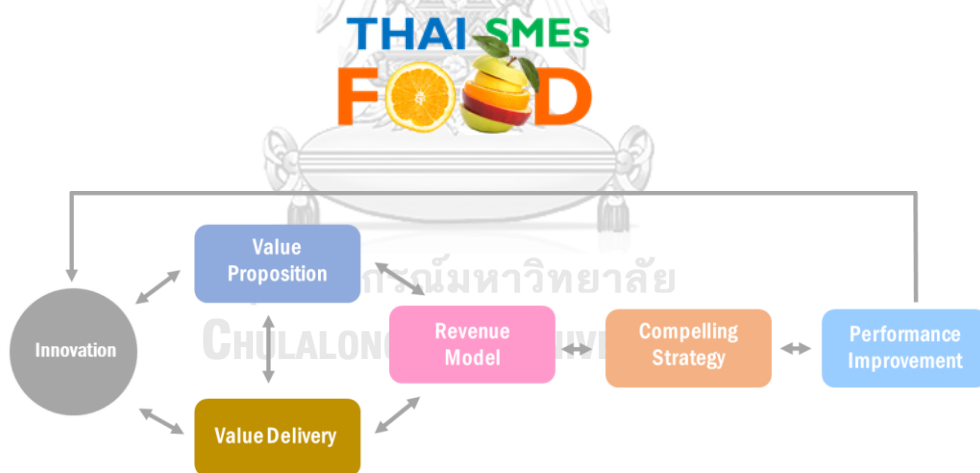 THAI SMEs
FOOD
Value
Proposition
Innovation
Revenue
Model
Compelling
Strategy
Performance
Improvement
Value Delivery